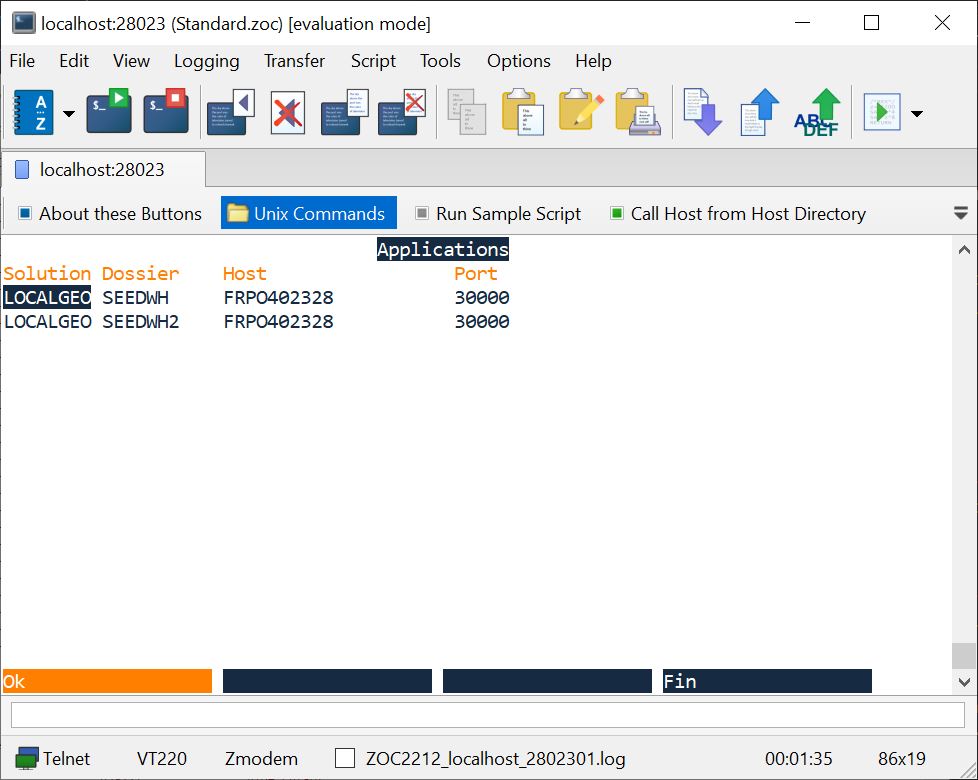 localhost:28023 (Standard.zoc) [evaluation mode]
File Edit View Logging Transfer Script Tools Options Help
A
Z
$_ $_
ABC
DEF
localhost:28023
About these Buttons Unix Commands Run Sample Script Call Host from Host Directory
Applications
Solution Dossier Host Port
LOCALGEO SEEDWH FRPO402328 30000
LOCALGEO SEEDWH2 FRPO402328 30000
Ok Fin
Telnet VT220 Zmodem ZOC2212_localhost_2802301.log 00:01:35 86x19